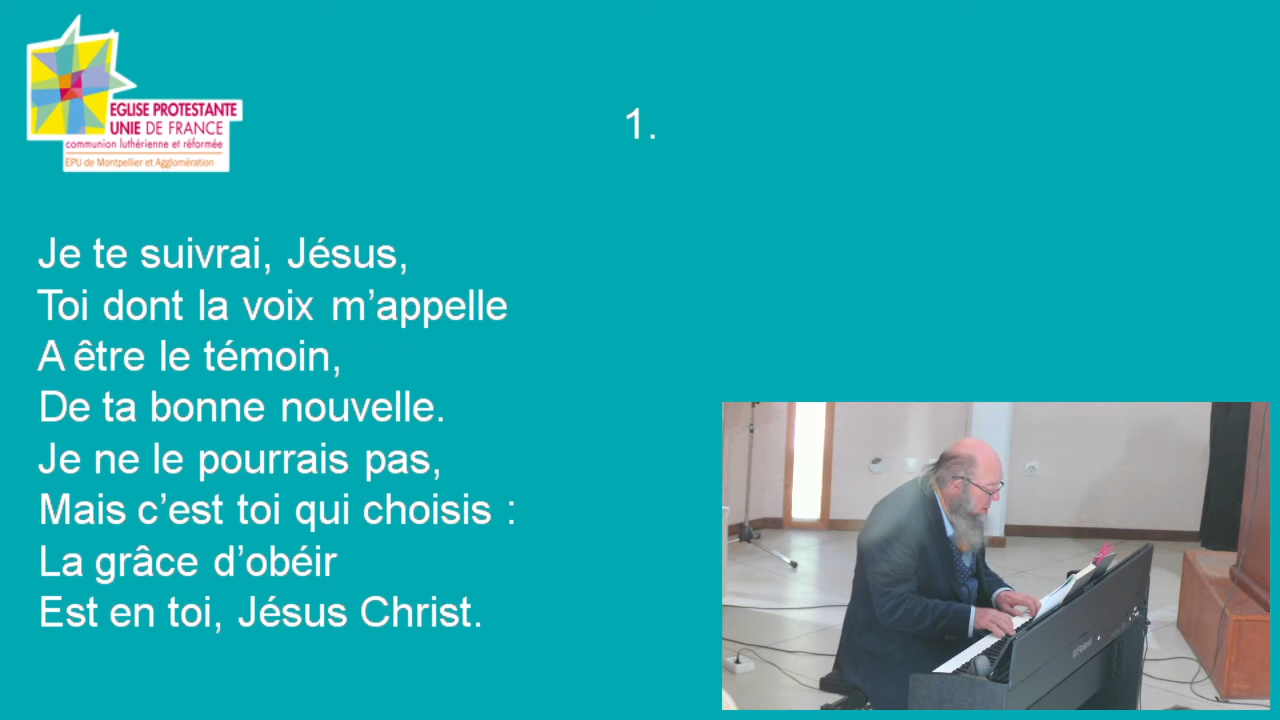 EGLISE PROTESTANTE
UNIE DE FRANCE
communion luthérienne et réformée
EPU de Montpellier et Agglomération
1.
Je te suivrai, Jésus,
Toi dont la voix m’appelle
A être le témoin,
De ta bonne nouvelle.
Je ne le pourrais pas,
Mais c’est toi qui choisis :
La grâce d’obéir
Est en toi, Jésus Christ.
Roland